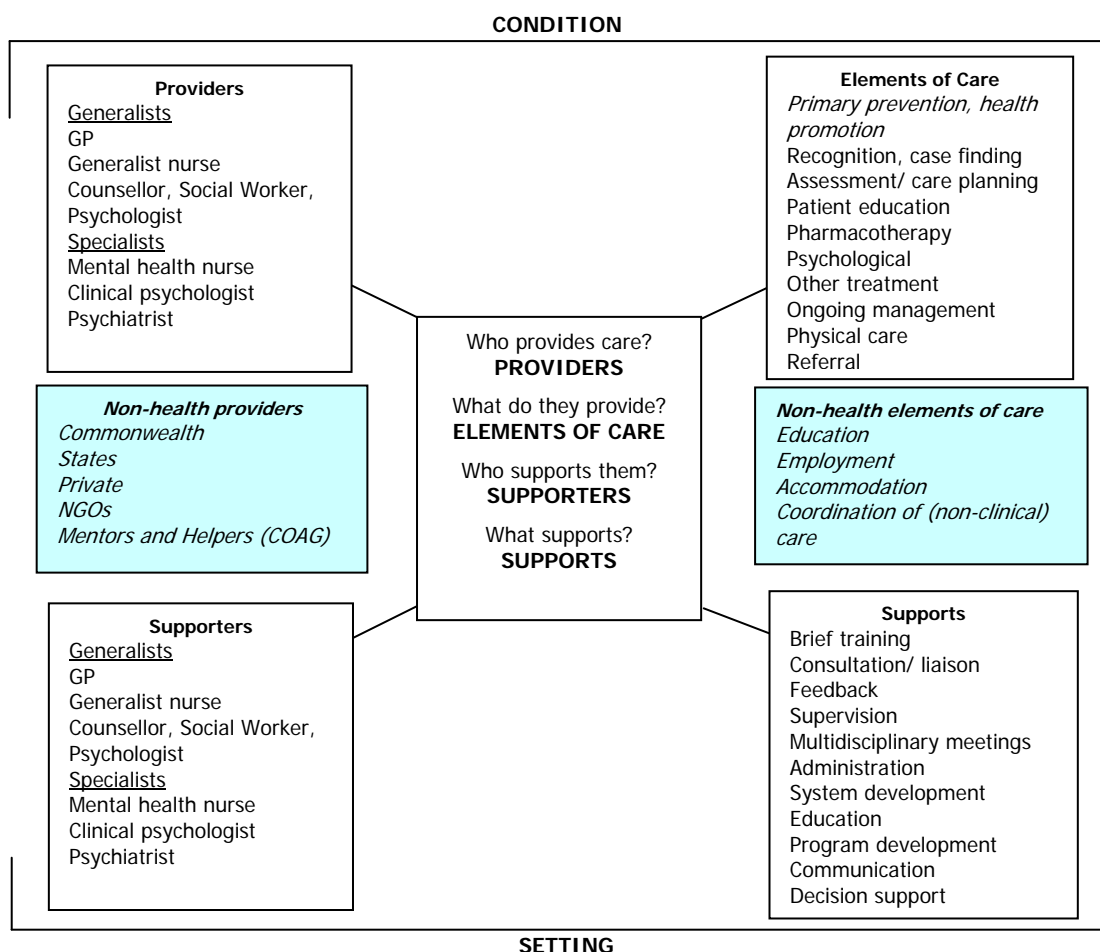 CONDITION
Providers
Generalists
GP
Generalist nurse
Counsellor, Social Worker,
Psychologist
Specialists
Mental health nurse
Clinical psychologist
Psychiatrist
Elements of Care
Primary prevention, health
promotion
Recognition, case finding
Assessment/ care planning
Patient education
Pharmacotherapy
Psychological
Other treatment
Ongoing management
Physical care
Referral
Who provides care?
PROVIDERS
What do they provide?
ELEMENTS OF CARE
Who supports them?
SUPPORTERS
What supports?
SUPPORTS
Non-health providers
Commonwealth
States
Private
NGOs
Mentors and Helpers (COAG)
Non-health elements of care
Education
Employment
Accommodation
Coordination of (non-clinical)
care
Supporters
Generalists
GP
Generalist nurse
Counsellor, Social Worker,
Psychologist
Specialists
Mental health nurse
Clinical psychologist
Psychiatrist
Supports
Brief training
Consultation/ liaison
Feedback
Supervision
Multidisciplinary meetings
Administration
System development
Education
Program development
Communication
Decision support
SETTING